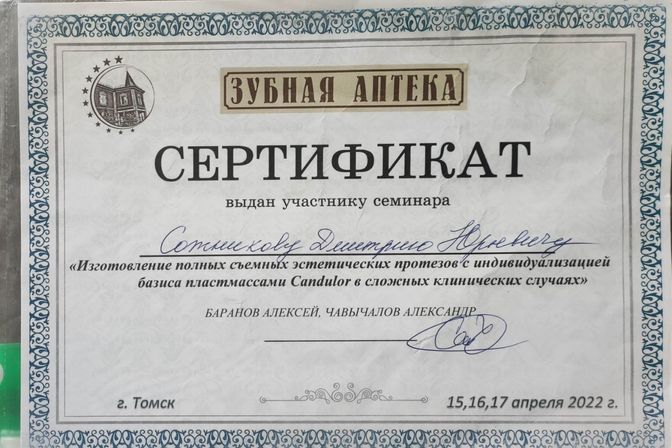 ЗУБНАЯ АПТЕКА
СЕРТИФИКАТ
выдан участнику семинара
Сотникову Дмитрию Юрьевичу
«Изготовление полных съемных эстетических протезов с индивидуализацией
базиса пластмассами Candulor в сложных клинических случаях»
БАРАНОВ АЛЕКСЕЙ, ЧАВЫЧАЛОВ АЛЕКСАНДР
г. Томск
15,16,17 апреля 2022 г.